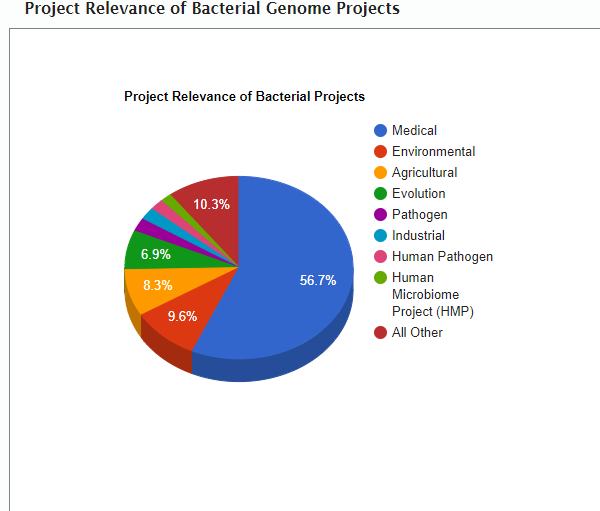 Project Relevance of Bacterial Genome Projects
Project Relevance of Bacterial Projects
Medical
Environmental
Agricultural
Evolution
Pathogen
Industrial
Human Pathogen
Human
Microbiome
Project (HMP)
All Other
10.3%
6.9%
8.3%
9.6%
56.7%